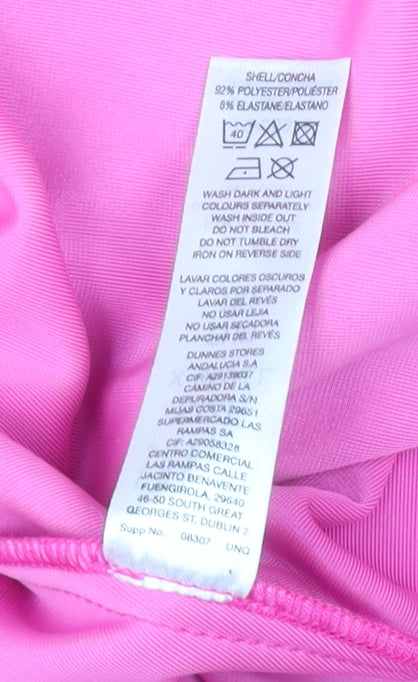 SHELL/CONCHA
92% POLYESTER/POLIÉSTER
8% ELASTANE/ELASTANO
40
WASH DARK AND LIGHT
COLOURS SEPARATELY
WASH INSIDE OUT
DO NOT BLEACH
DO NOT TUMBLE DRY
IRON ON REVERSE SIDE
LAVAR COLORES OSCUROS
Y CLAROS POR SEPARADO
LAVAR DEL REVÉS
NO USAR LEJIA
NO USAR SECADORA
PLANCHAR DEL REVÉS
DUNNES STORES
ANDALUCIA S.A
CIF: A29139037
CAMINO DE LA
DEPURADORA S/N
MIJAS COSTA 29651
SUPERMERCADO LAS
RAMPAS SA
CIF: A29058328
CENTRO COMERCIAL
LAS RAMPAS CALLE
JACINTO BENAVENTE
FUENGIROLA, 29640
46-50 SOUTH GREAT
GEORGES ST, DUBLIN 2
Supp No. 08307 UNQ